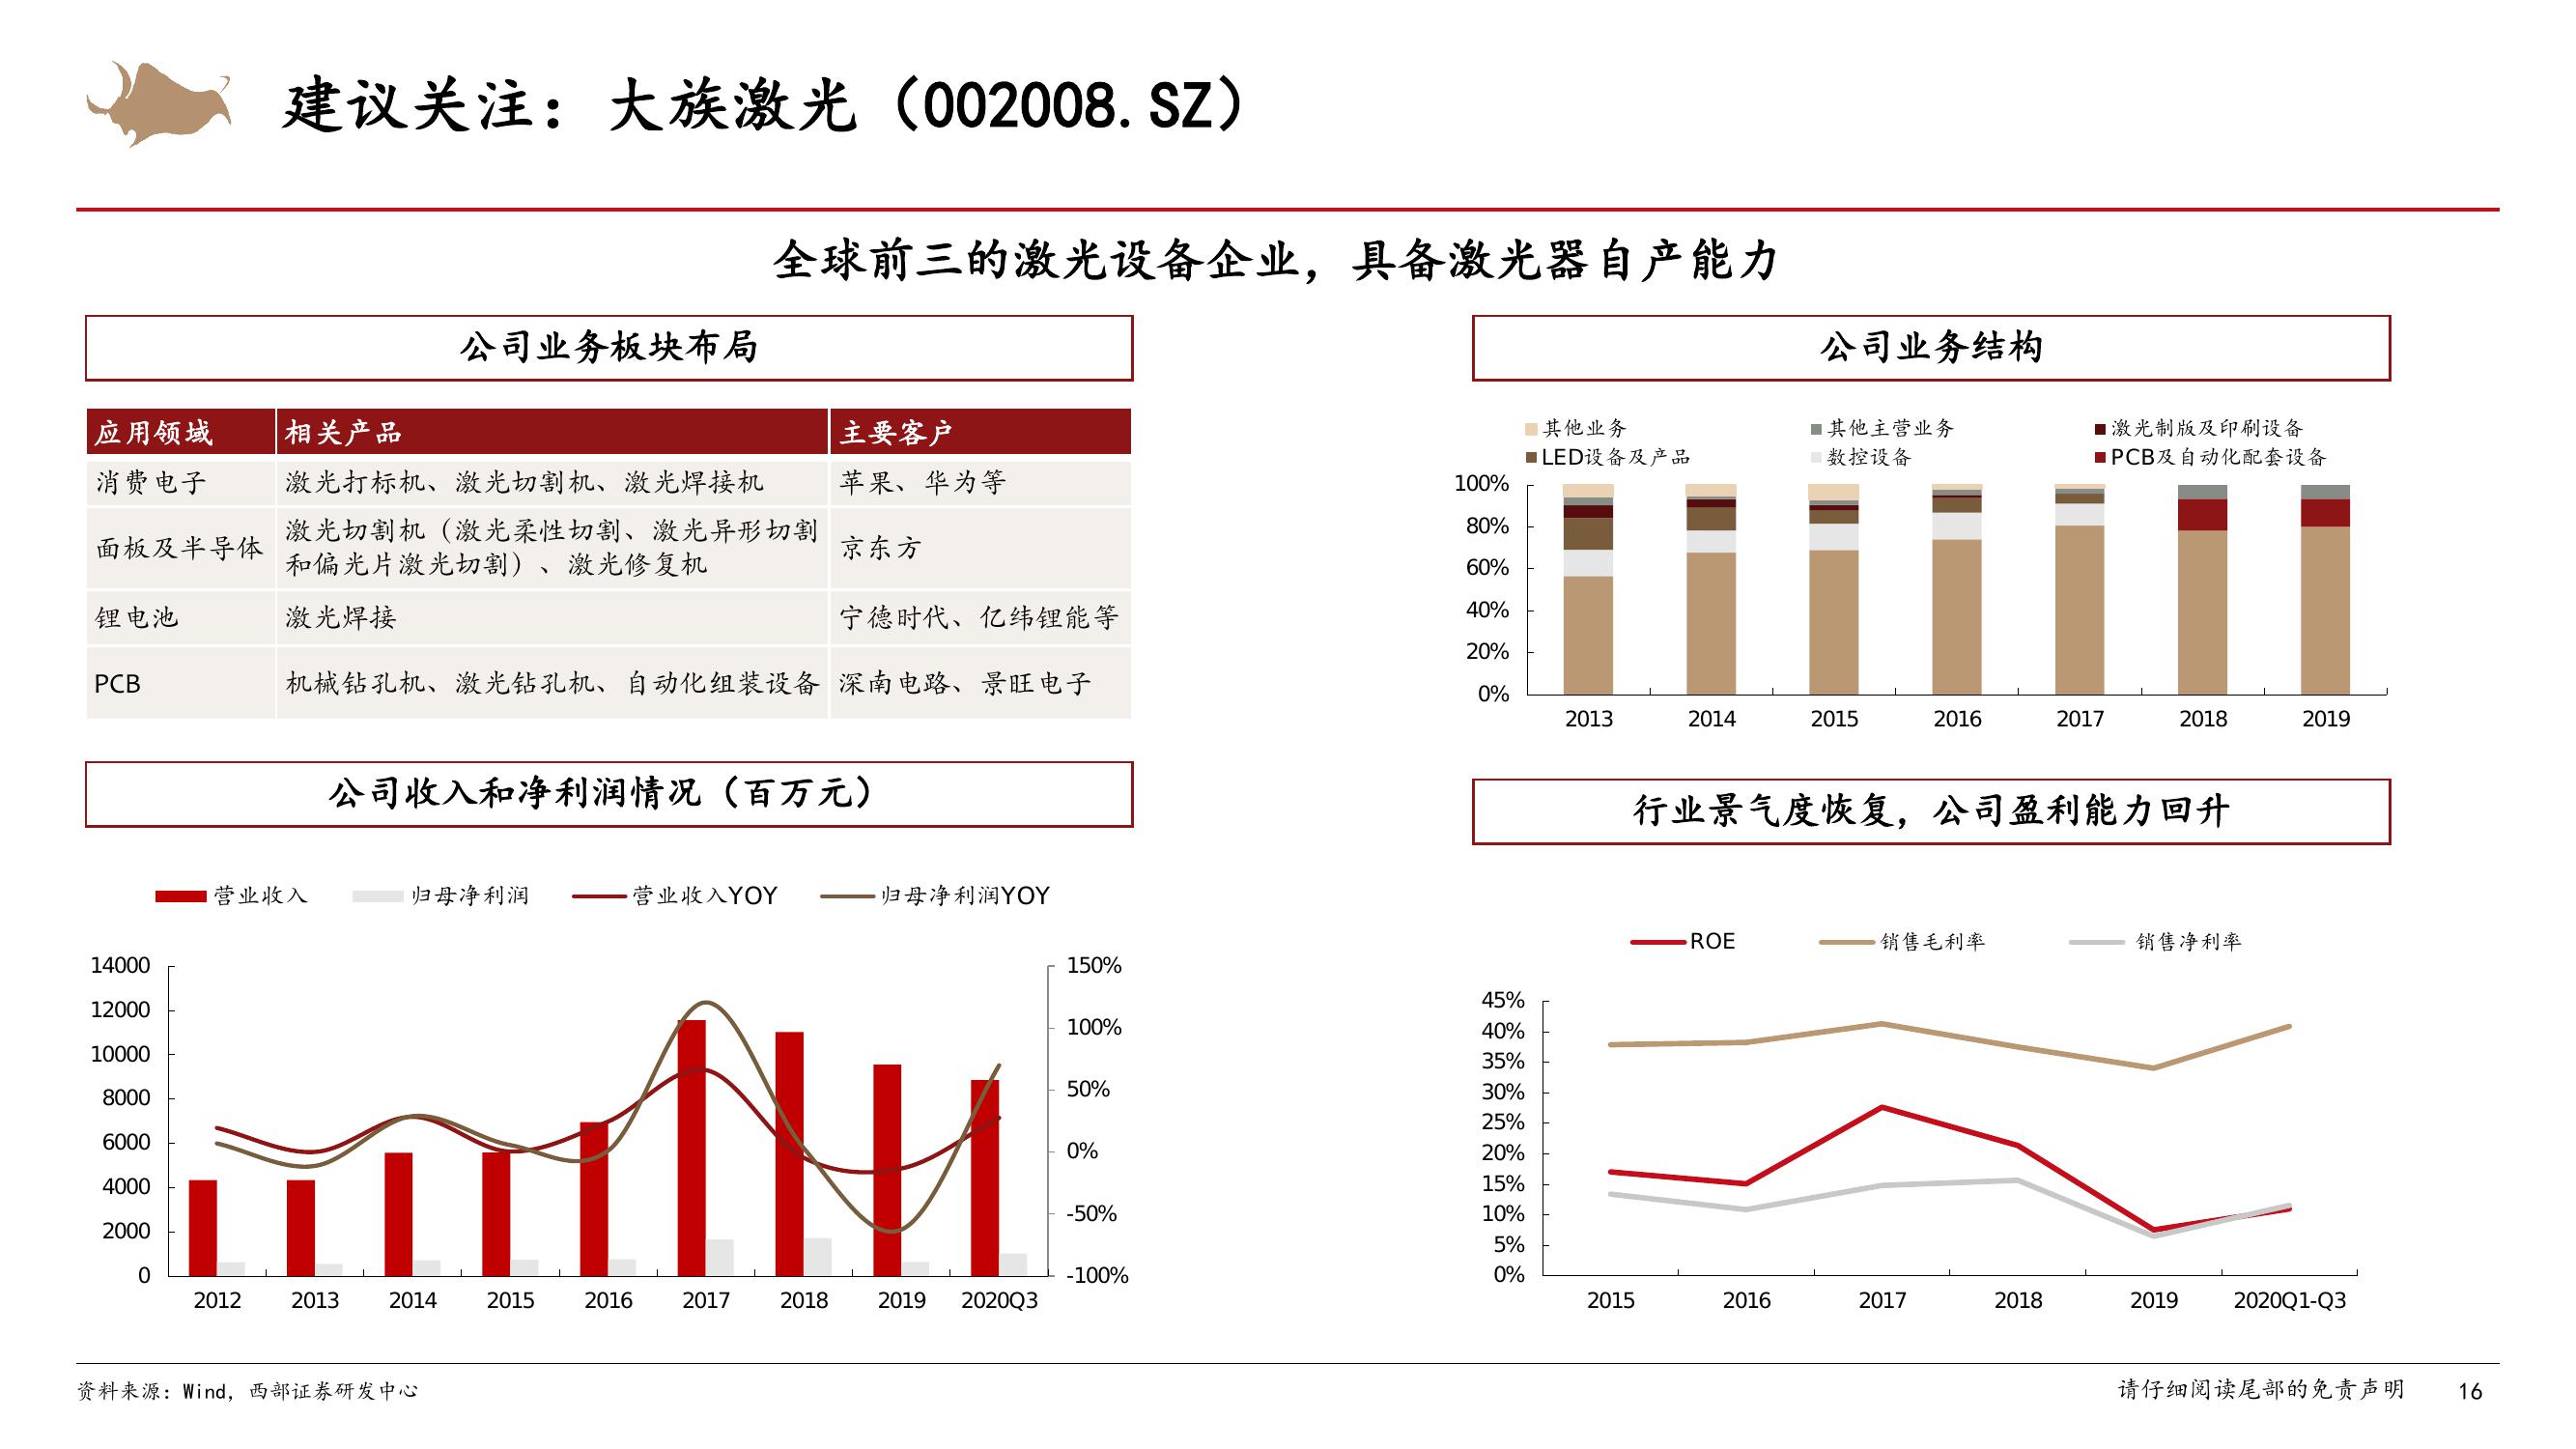 建议关注：大族激光（002008.SZ）
全球前三的激光设备企业，具备激光器自产能力
公司业务板块布局
应用领域 相关产品 主要客户
消费电子 激光打标机、激光切割机、激光焊接机 苹果、华为等
面板及半导体 激光切割机（激光柔性切割、激光异形切割
和偏光片激光切割）、激光修复机 京东方
锂电池 激光焊接 宁德时代、亿纬锂能等
PCB 机械钻孔机、激光钻孔机、自动化组装设备 深南电路、景旺电子
公司业务结构
其他业务 其他主营业务 激光制版及印刷设备
LED设备及产品 数控设备 PCB及自动化配套设备
100%
80%
60%
40%
20%
0%
2013 2014 2015 2016 2017 2018 2019
公司收入和净利润情况（百万元）
营业收入 归母净利润 营业收入YOY 归母净利润YOY
14000 150%
12000
100%
10000
8000 50%
6000 0%
4000
-50%
2000
0 -100%
2012 2013 2014 2015 2016 2017 2018 2019 2020Q3
行业景气度恢复，公司盈利能力回升
ROE 销售毛利率 销售净利率
45%
40%
35%
30%
25%
20%
15%
10%
5%
0%
2015 2016 2017 2018 2019 2020Q1-Q3
资料来源：Wind，西部证券研发中心
请仔细阅读尾部的免责声明 16